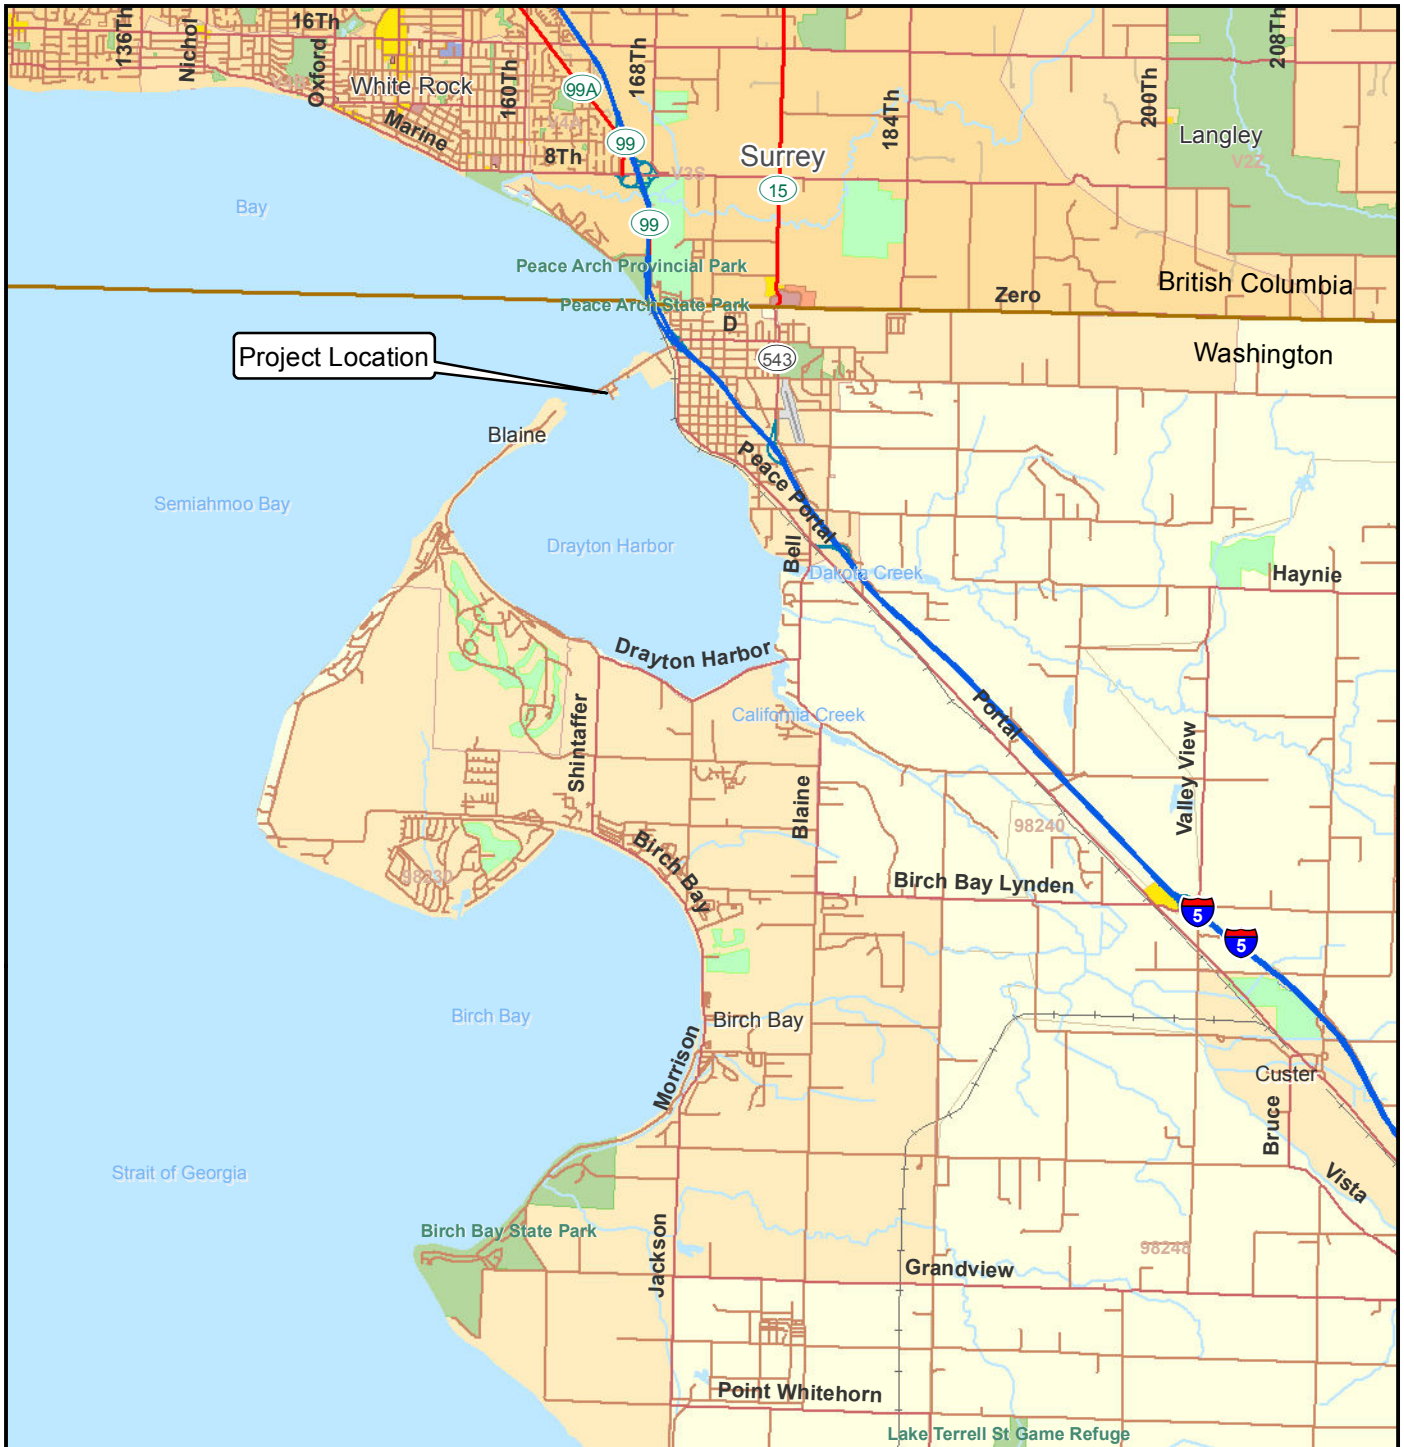 136Th
Nichol
16Th
Oxford
White Rock
Marine
160Th
8Th
99A
168Th
99
V3S
99
Surrey
15
184Th
200Th
208Th
Langley
V2Z
Bay
Peace Arch Provincial Park
Peace Arch State Park
Zero
British Columbia
Washington
D
543
Project Location
Blaine
Semiahmoo Bay
Drayton Harbor
Peace Portal
Bell
Dakota Creek
Haynie
Drayton Harbor
California Creek
Portal
Shintaffer
Blaine
Valley View
98240
98230
Birch Bay
Birch Bay Lynden
5
5
Birch Bay
Birch Bay
Morrison
Custer
Bruce
Vista
Strait of Georgia
Birch Bay State Park
Jackson
98248
Grandview
Point Whitehorn
Lake Terrell St Game Refuge